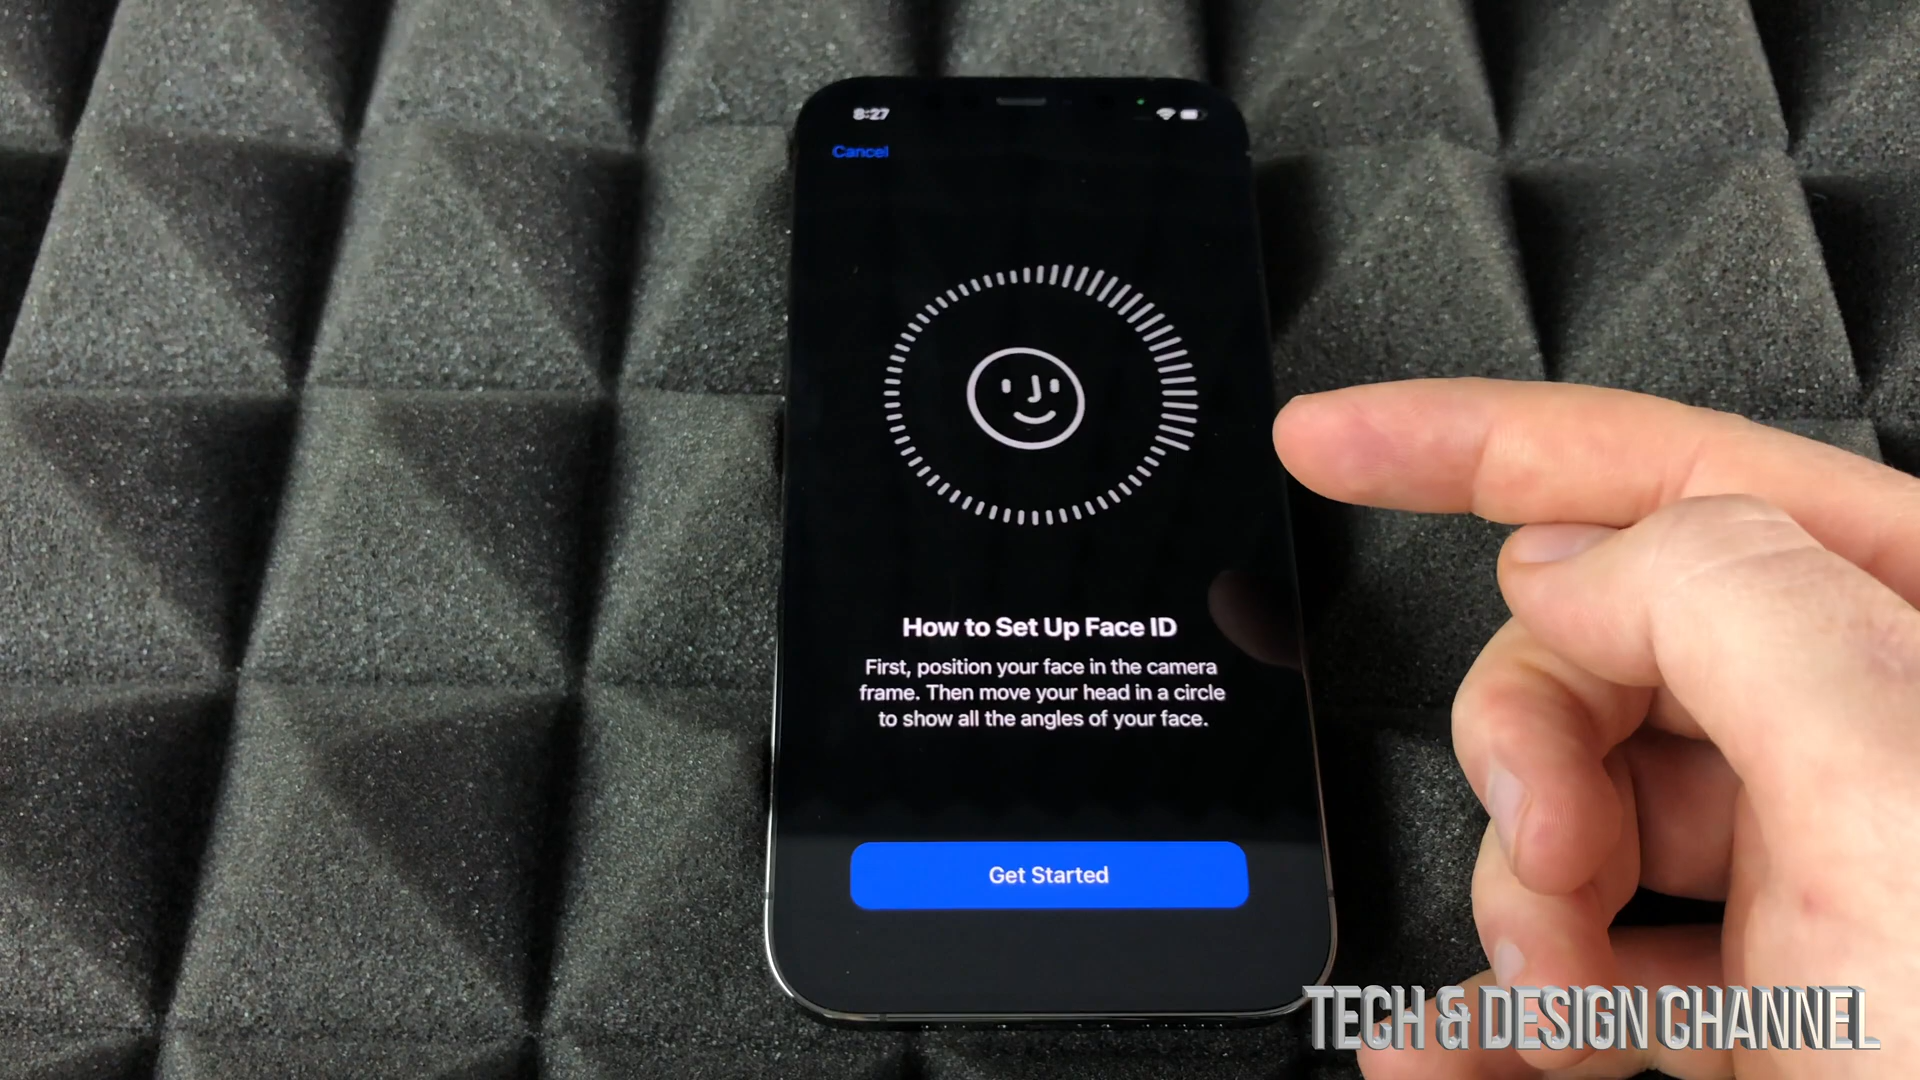 8:27
Cancel
How to Set Up Face ID
First, position your face in the camera
frame. Then move your head in a circle
to show all the angles of your face.
Get Started
TECH & DESIGN CHANNEL